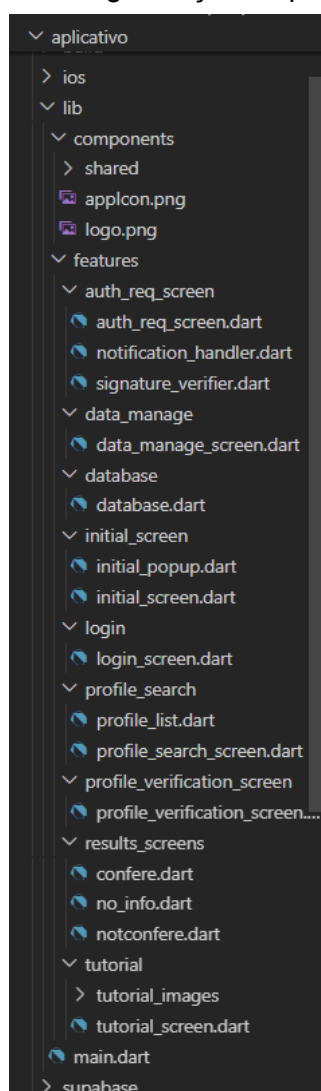 aplicativo
ios
lib
components
shared
appIcon.png
logo.png
features
auth_req_screen
auth_req_screen.dart
notification_handler.dart
signature_verifier.dart
data_manage
data_manage_screen.dart
database
database.dart
initial_screen
initial_popup.dart
initial_screen.dart
login
login_screen.dart
profile_search
profile_list.dart
profile_search_screen.dart
profile_verification_screen
profile_verification_screen....
results_screens
confere.dart
no_info.dart
notconfere.dart
tutorial
tutorial_images
tutorial_screen.dart
main.dart
supabase